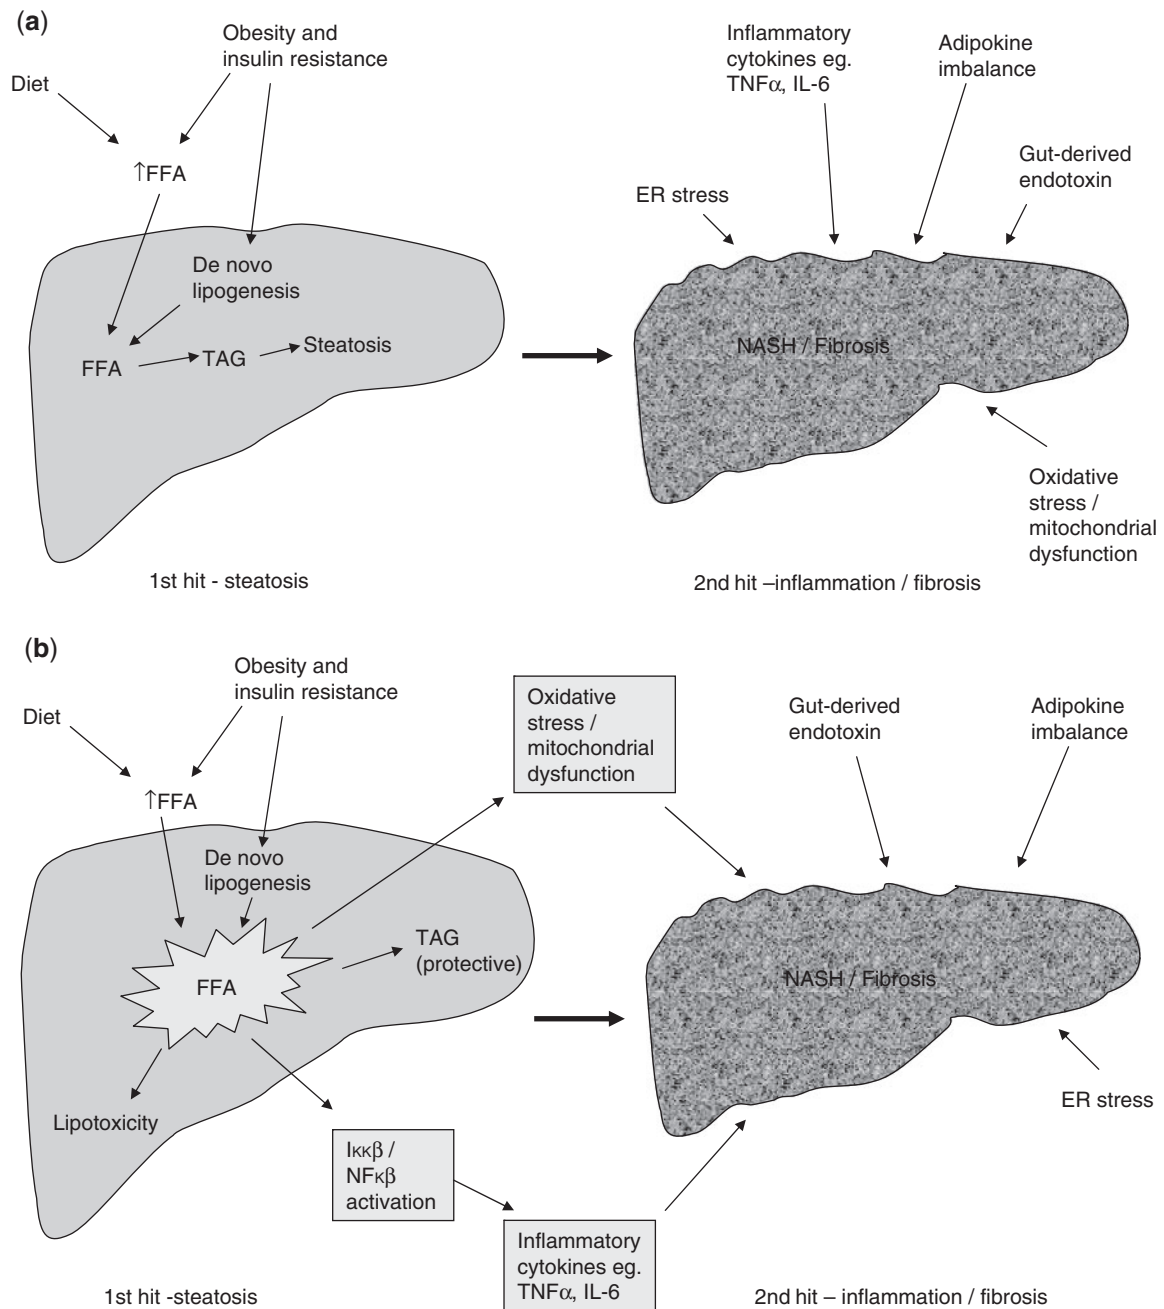 (a)
Obesity and
insulin resistance
Diet
↑FFA
De novo
lipogenesis
FFA
TAG
Steatosis
1st hit - steatosis
Inflammatory
cytokines eg.
TNFα, IL-6
Adipokine
imbalance
Gut-derived
endotoxin
ER stress
NASH / Fibrosis
Oxidative
stress /
mitochondrial
dysfunction
2nd hit –inflammation / fibrosis
(b)
Obesity and
insulin resistance
Diet
↑FFA
De novo
lipogenesis
FFA
TAG
(protective)
Lipotoxicity
Oxidative
stress /
mitochondrial
dysfunction
Iκκβ /
NFκβ
activation
Inflammatory
cytokines eg.
TNFα, IL-6
1st hit -steatosis
Gut-derived
endotoxin
Adipokine
imbalance
NASH / Fibrosis
ER stress
2nd hit – inflammation / fibrosis